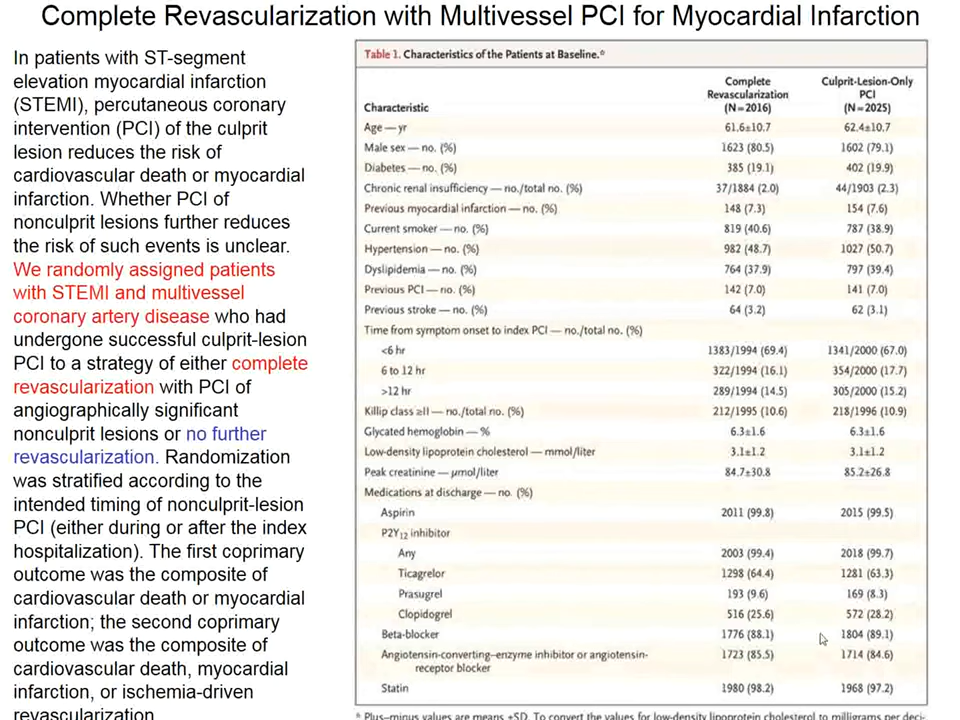 Complete Revascularization with Multivessel PCI for Myocardial Infarction
In patients with ST-segment
elevation myocardial infarction
(STEMI), percutaneous coronary
intervention (PCI) of the culprit
lesion reduces the risk of
cardiovascular death or myocardial
infarction. Whether PCI of
nonculprit lesions further reduces
the risk of such events is unclear.
We randomly assigned patients
with STEMI and multivessel
coronary artery disease who had
undergone successful culprit-lesion
PCI to a strategy of either complete
revascularization with PCI of
angiographically significant
nonculprit lesions or no further
revascularization. Randomization
was stratified according to the
intended timing of nonculprit-lesion
PCI (either during or after the index
hospitalization). The first coprimary
outcome was the composite of
cardiovascular death or myocardial
infarction; the second coprimary
outcome was the composite of
cardiovascular death, myocardial
infarction, or ischemia-driven
revascularization
Table 1. Characteristics of the Patients at Baseline.*
Characteristic
Complete
Revascularization
(N=2016)
Culprit-Lesion-Only
PCI
(N=2025)
Age — yr 61.6±10.7 62.4±10.7
Male sex — no. (%) 1623 (80.5) 1602 (79.1)
Diabetes — no. (%) 385 (19.1) 402 (19.9)
Chronic renal insufficiency — no./total no. (%) 37/1884 (2.0) 44/1903 (2.3)
Previous myocardial infarction — no. (%) 148 (7.3) 154 (7.6)
Current smoker — no. (%) 819 (40.6) 787 (38.9)
Hypertension — no. (%) 982 (48.7) 1027 (50.7)
Dyslipidemia — no. (%) 764 (37.9) 797 (39.4)
Previous PCI — no. (%) 142 (7.0) 141 (7.0)
Previous stroke — no. (%) 64 (3.2) 62 (3.1)
Time from symptom onset to index PCI — no./total no. (%)
<6 hr 1383/1994 (69.4) 1341/2000 (67.0)
6 to 12 hr 322/1994 (16.1) 354/2000 (17.7)
>12 hr 289/1994 (14.5) 305/2000 (15.2)
Killip class ≥II — no./total no. (%) 212/1995 (10.6) 218/1996 (10.9)
Glycated hemoglobin — % 6.3±1.6 6.3±1.6
Low-density lipoprotein cholesterol — mmol/liter 3.1±1.2 3.1±1.2
Peak creatinine — μmol/liter 84.7±30.8 85.2±26.8
Medications at discharge — no. (%)
Aspirin 2011 (99.8) 2015 (99.5)
P2Y12 inhibitor
Any 2003 (99.4) 2018 (99.7)
Ticagrelor 1298 (64.4) 1281 (63.3)
Prasugrel 193 (9.6) 169 (8.3)
Clopidogrel 516 (25.6) 572 (28.2)
Beta-blocker 1776 (88.1) 1804 (89.1)
Angiotensin-converting–enzyme inhibitor or angiotensin- 1723 (85.5) 1714 (84.6)
receptor blocker
Statin 1980 (98.2) 1968 (97.2)
* Plus–minus values are means ±SD. To convert the values for low-density lipoprotein cholesterol to milligrams per deci-